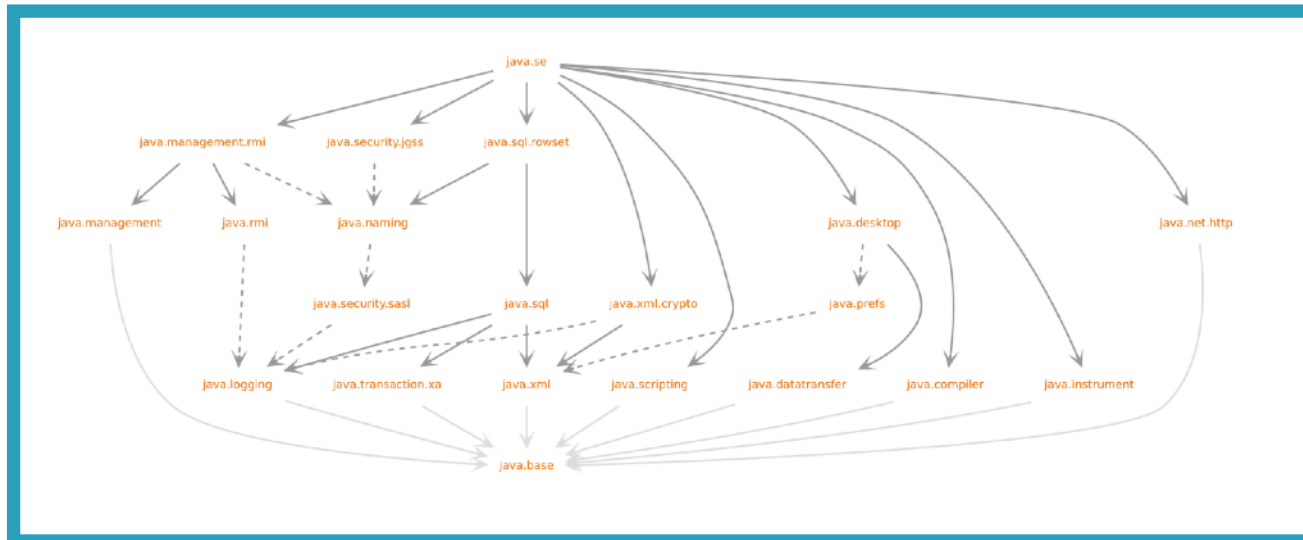 java.se
java.management.rmi
java.security.jgss
java.sql.rowset
java.management
java.rmi
java.naming
java.desktop
java.net.http
java.security.sasl
java.sql
java.xml.crypto
java.prefs
java.logging
java.transaction.xa
java.xml
java.scripting
java.datatransfer
java.compiler
java.instrument
java.base